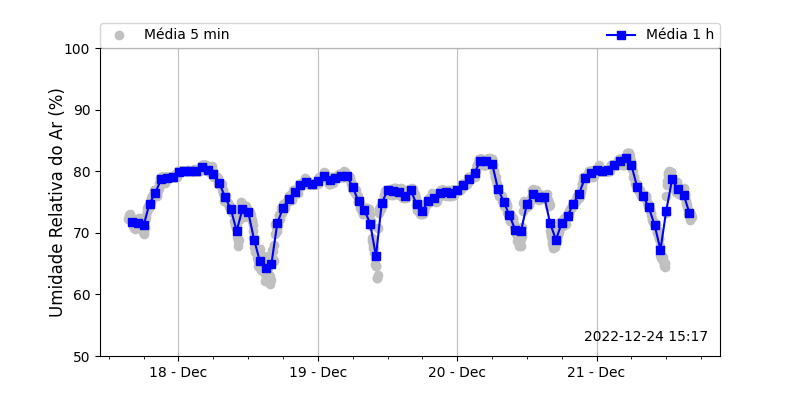 Média 5 min
Média 1 h
Umidade Relativa do Ar (%)
100
90
80
70
60
50
2022-12-24 15:17
18 - Dec
19 - Dec
20 - Dec
21 - Dec